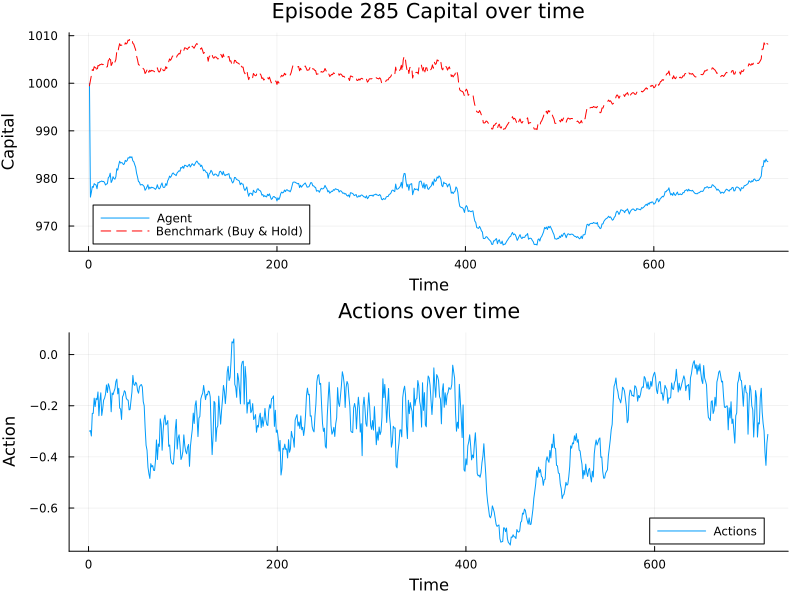 Episode 285 Capital over time
1010
1000
990
980
970
Capital
Agent
Benchmark (Buy & Hold)
0
200
400
600
Time
Actions over time
0.0
−0.2
−0.4
−0.6
Action
Actions
0
200
400
600
Time